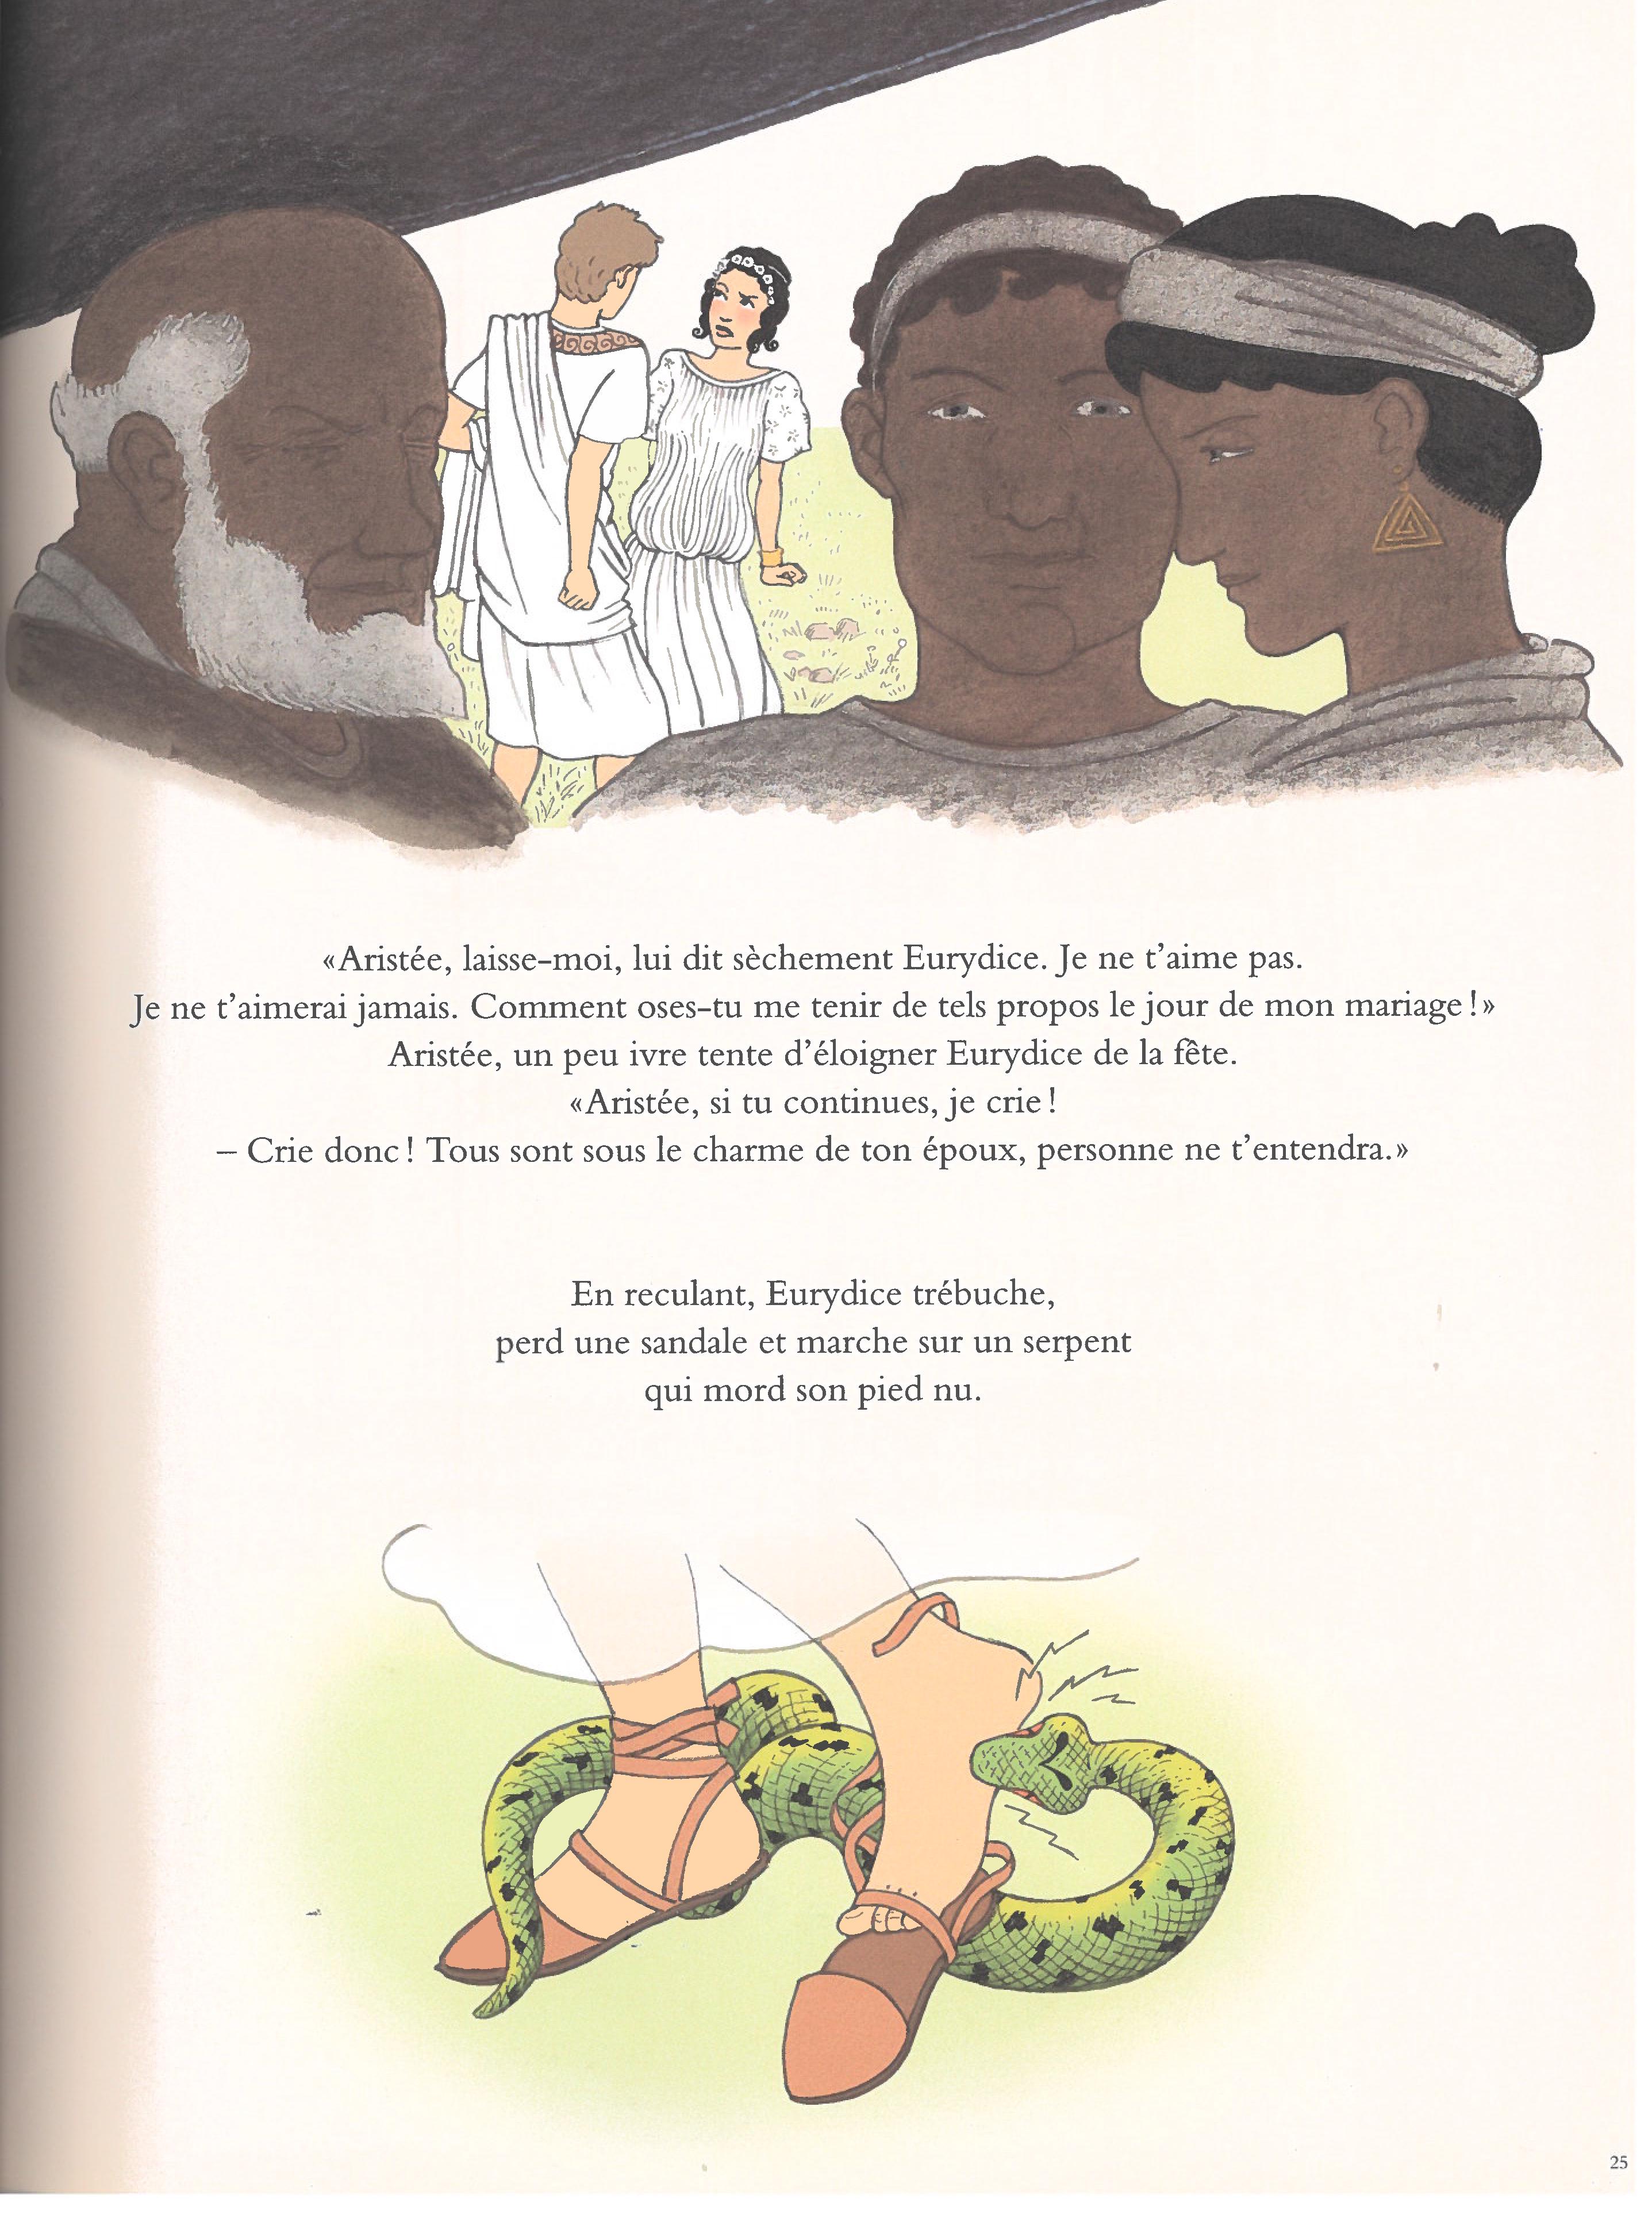 «Aristée, laisse-moi, lui dit sèchement Eurydice. Je ne t’aime pas.
Je ne t’aimerai jamais. Comment oses-tu me tenir de tels propos le jour de mon mariage !»
Aristée, un peu ivre tente d’éloigner Eurydice de la fête.
«Aristée, si tu continues, je crie !
– Crie donc ! Tous sont sous le charme de ton époux, personne ne t’entendra.»
En reculant, Eurydice trébuche,
perd une sandale et marche sur un serpent
qui mord son pied nu.
25